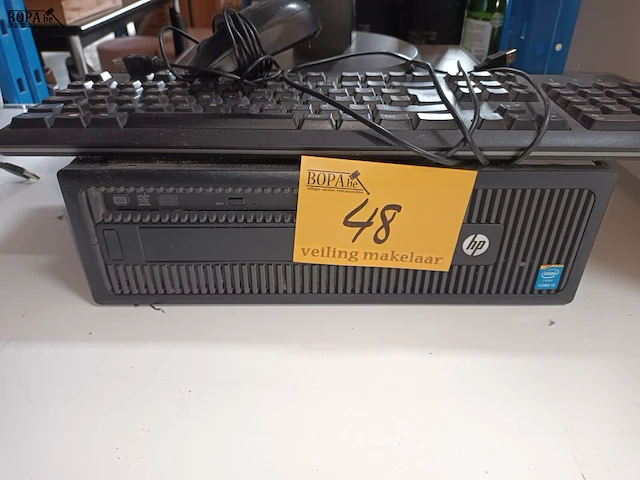 BOPA.be
BOPA.be
48
veiling makelaar
hp
intel
CORE i5